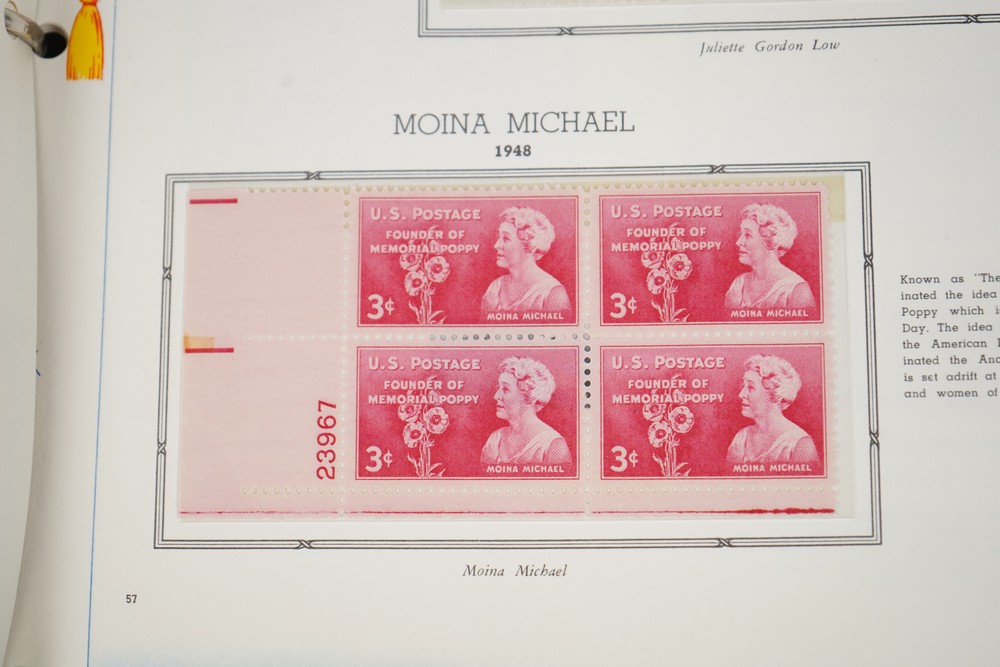 Juliette Gordon Low
MOINA MICHAEL
1948
U.S. POSTAGE
FOUNDER OF
MEMORIAL POPPY
3¢
MOINA MICHAEL
U.S. POSTAGE
FOUNDER OF
MEMORIAL POPPY
3¢
MOINA MICHAEL
23967
U.S. POSTAGE
FOUNDER OF
MEMORIAL POPPY
3¢
MOINA MICHAEL
U.S. POSTAGE
FOUNDER OF
MEMORIAL POPPY
3¢
MOINA MICHAEL
Known as "The
inated the idea
Poppy which
Day. The idea
the American
inated the
is set adrift at
and women of
Moina Michael
57